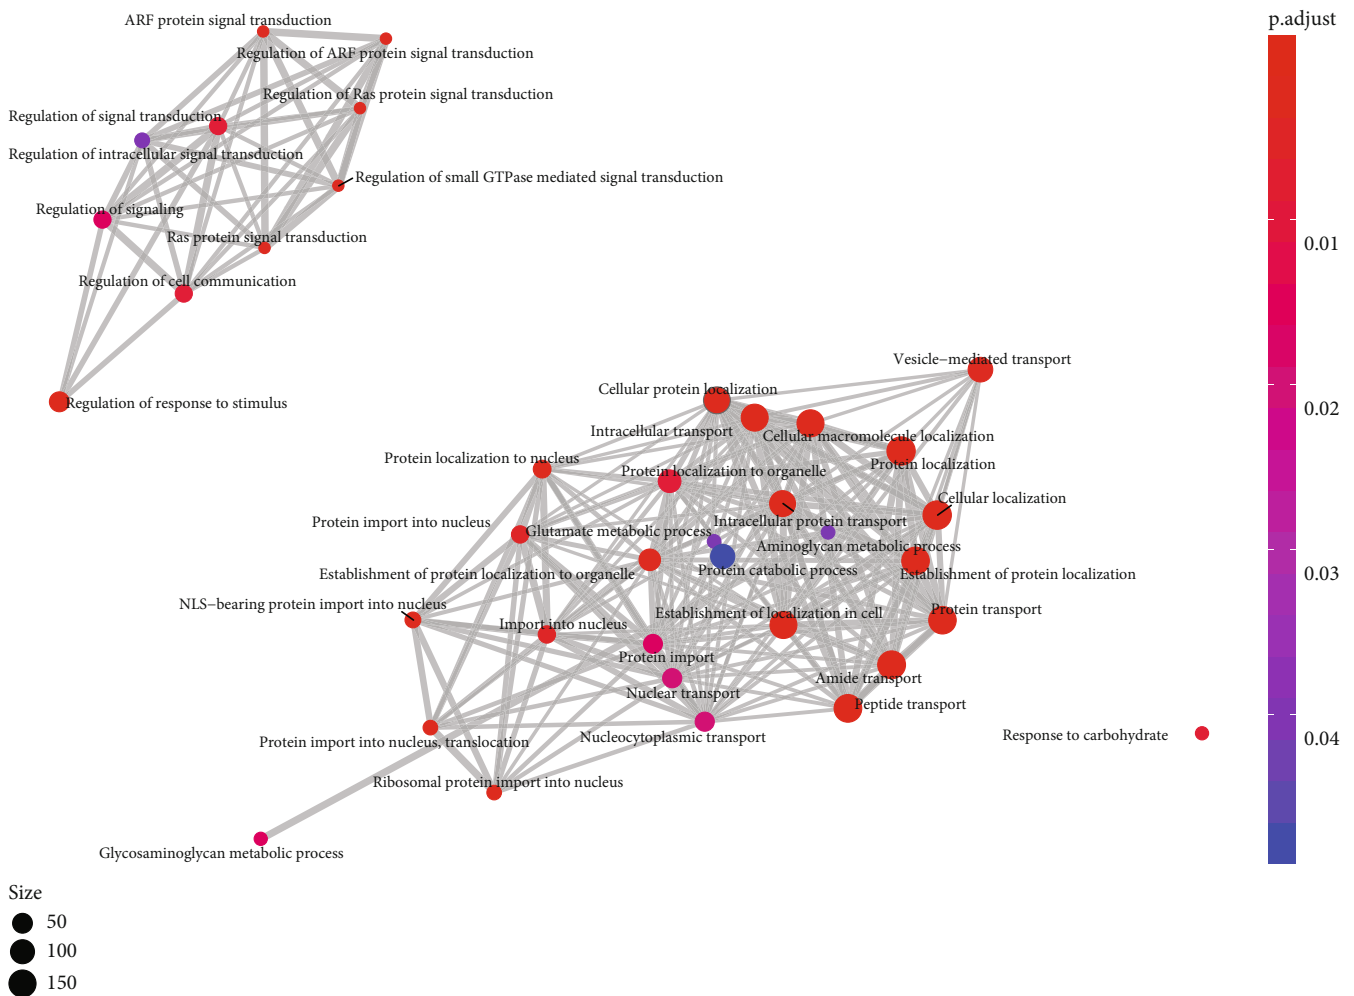 p.adjust
ARF protein signal transduction
Regulation of ARF protein signal transduction
Regulation of Ras protein signal transduction
Regulation of signal transduction
Regulation of intracellular signal transduction
Regulation of small GTPase mediated signal transduction
Regulation of signaling
Ras protein signal transduction
0.01
Regulation of cell communication
Vesicle−mediated transport
Cellular protein localization
Regulation of response to stimulus
0.02
Intracellular transport
Cellular macromolecule localization
Protein localization to nucleus
Protein localization
Protein localization to organelle
Cellular localization
Protein import into nucleus
Intracellular protein transport
Glutamate metabolic process
Aminoglycan metabolic process
Protein catabolic process
Establishment of protein localization to organelle
Establishment of protein localization
0.03
NLS−bearing protein import into nucleus
Protein transport
Establishment of localization in cell
Import into nucleus
Protein import
Amide transport
Nuclear transport
Peptide transport
Response to carbohydrate
Nucleocytoplasmic transport
0.04
Protein import into nucleus, translocation
Ribosomal protein import into nucleus
Glycosaminoglycan metabolic process
Size
50
100
150